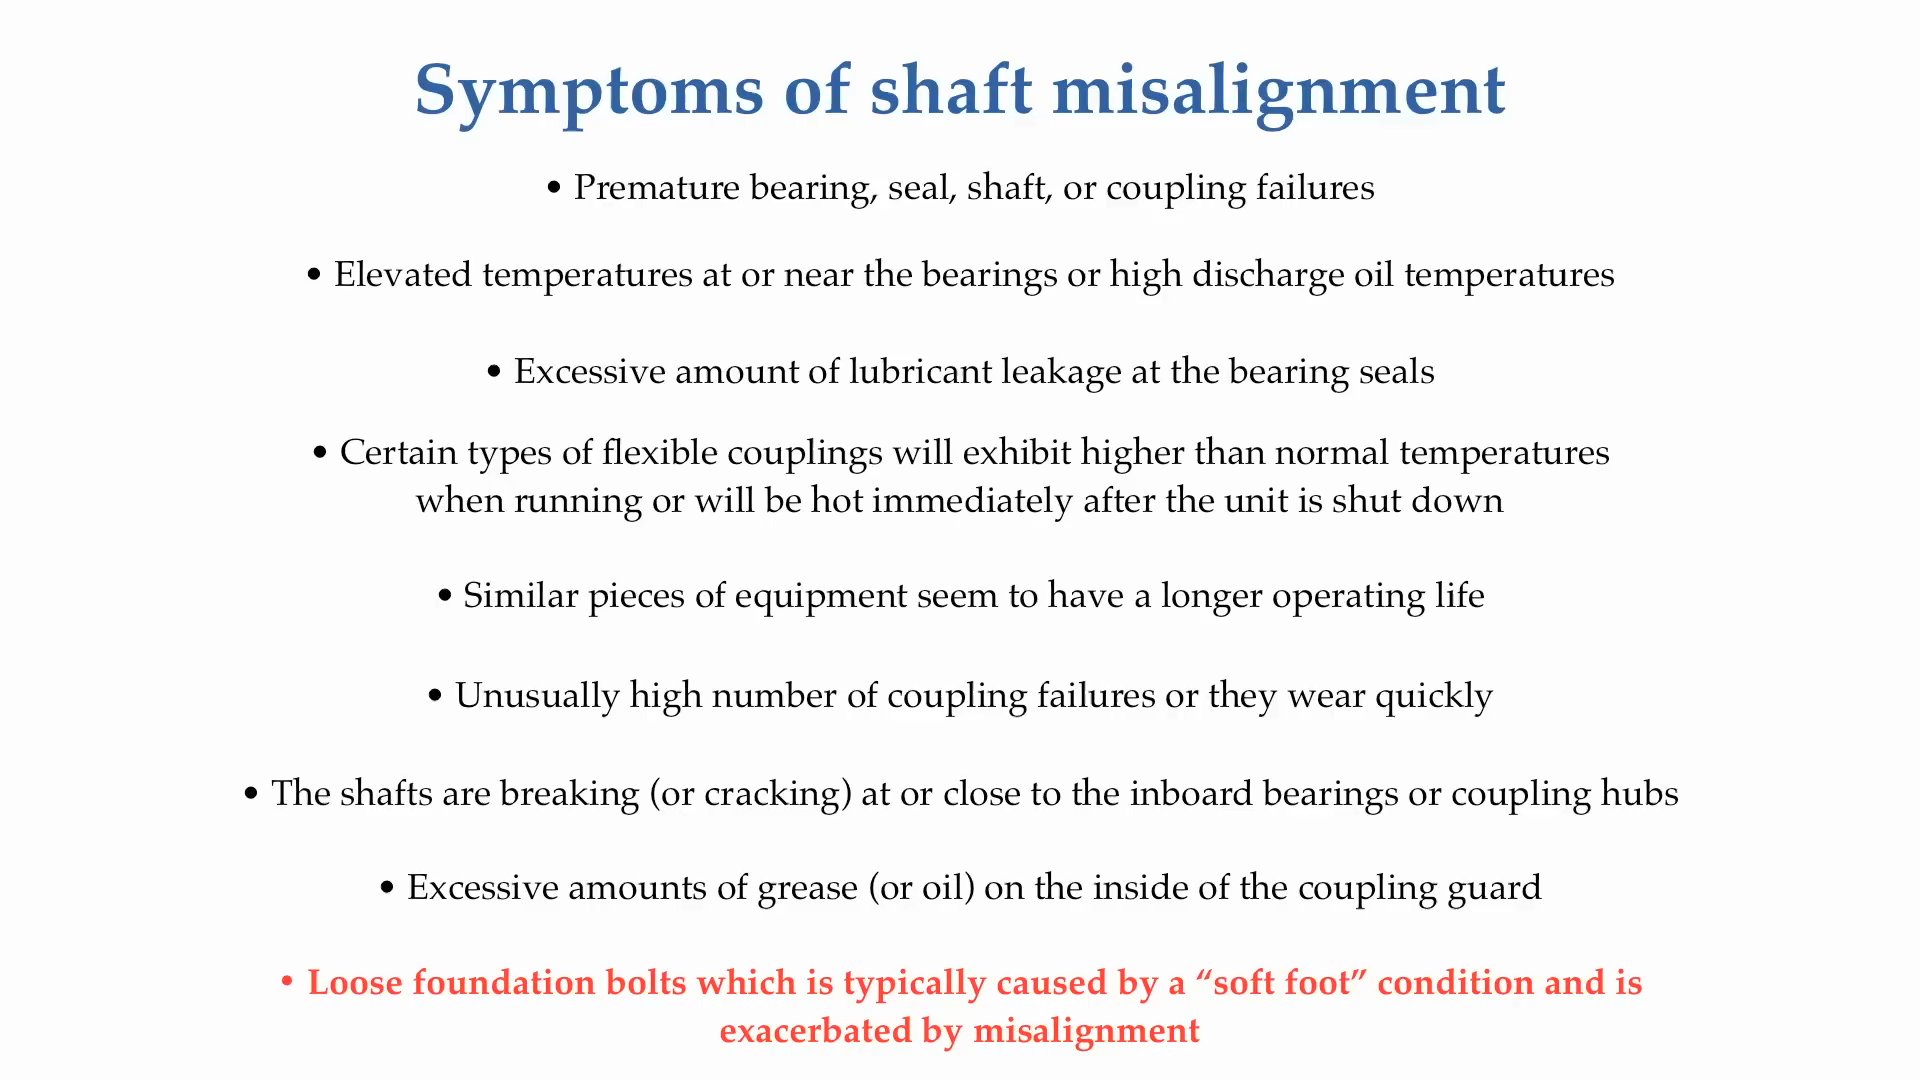 Symptoms of shaft misalignment
• Premature bearing, seal, shaft, or coupling failures
• Elevated temperatures at or near the bearings or high discharge oil temperatures
• Excessive amount of lubricant leakage at the bearing seals
• Certain types of flexible couplings will exhibit higher than normal temperatures
when running or will be hot immediately after the unit is shut down
• Similar pieces of equipment seem to have a longer operating life
• Unusually high number of coupling failures or they wear quickly
• The shafts are breaking (or cracking) at or close to the inboard bearings or coupling hubs
• Excessive amounts of grease (or oil) on the inside of the coupling guard
• Loose foundation bolts which is typically caused by a “soft foot” condition and is
exacerbated by misalignment